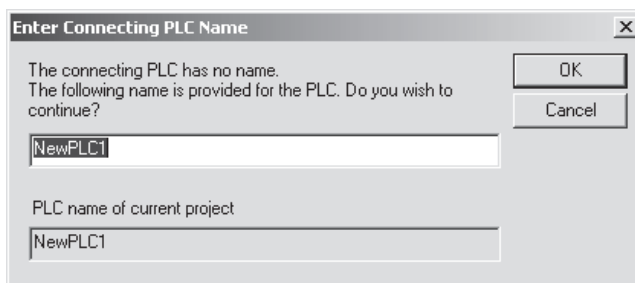 Enter Connecting PLC Name
The connecting PLC has no name.
The following name is provided for the PLC. Do you wish to
continue?
OK
Cancel
NewPLC1
PLC name of current project
NewPLC1